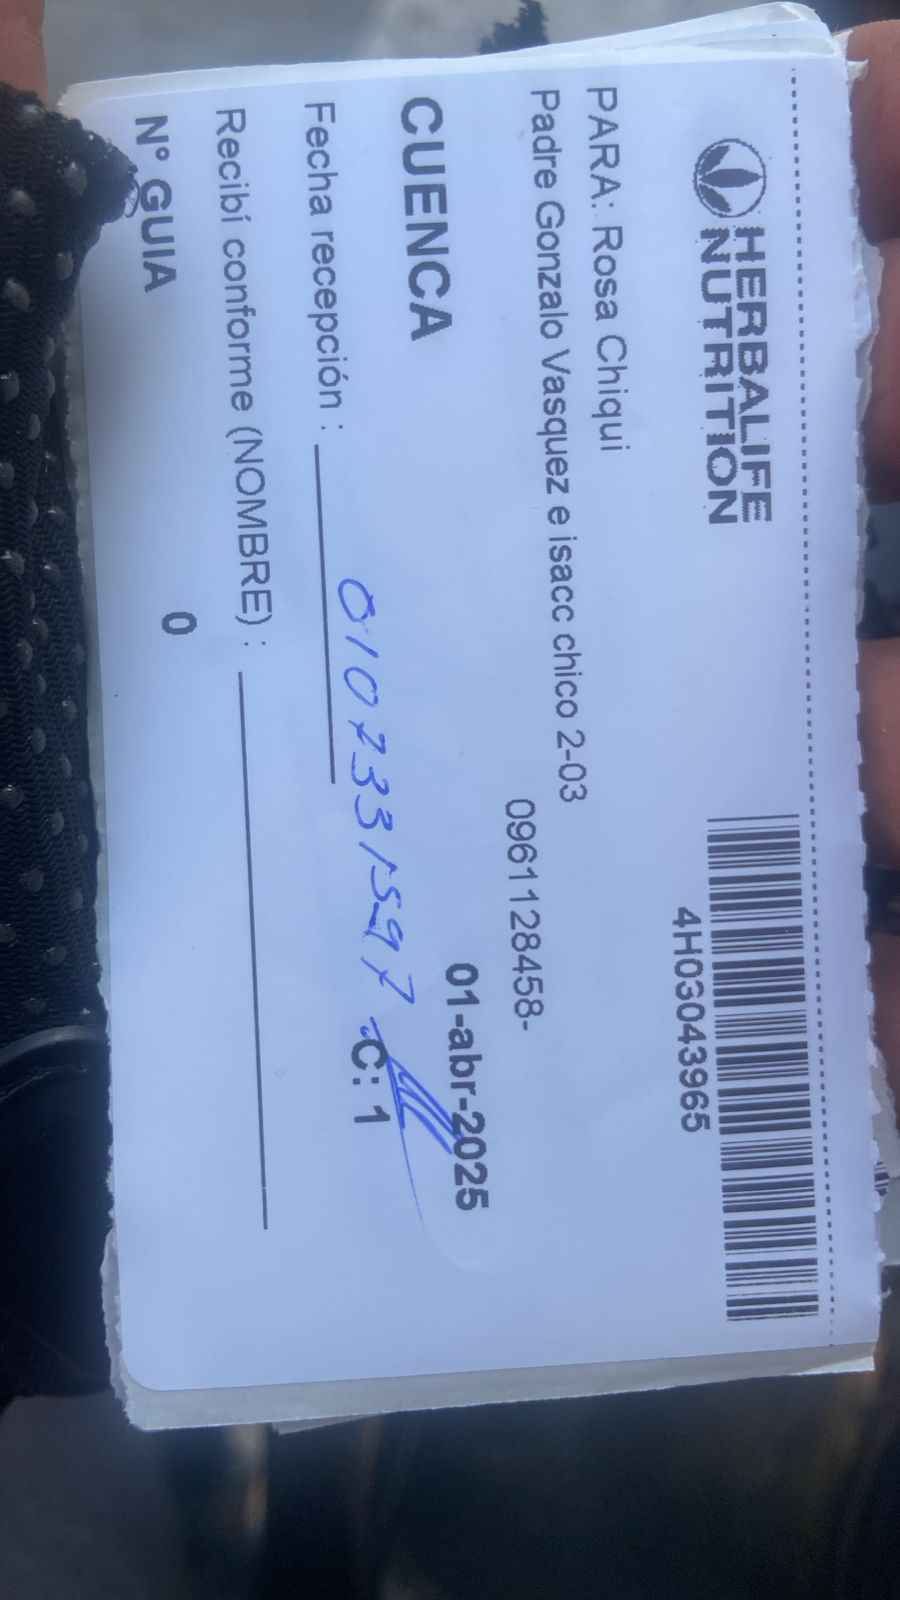 HERBALIFE
NUTRITION
4H03043965
PARA: Rosa Chiqui
Padre Gonzalo Vasquez e isacc chico 2-03
0961128458-
CUENCA
01-abr-2025
Fecha recepción :
0107331597
C: 1
Recibí conforme (NOMBRE) :
N° GUIA 0